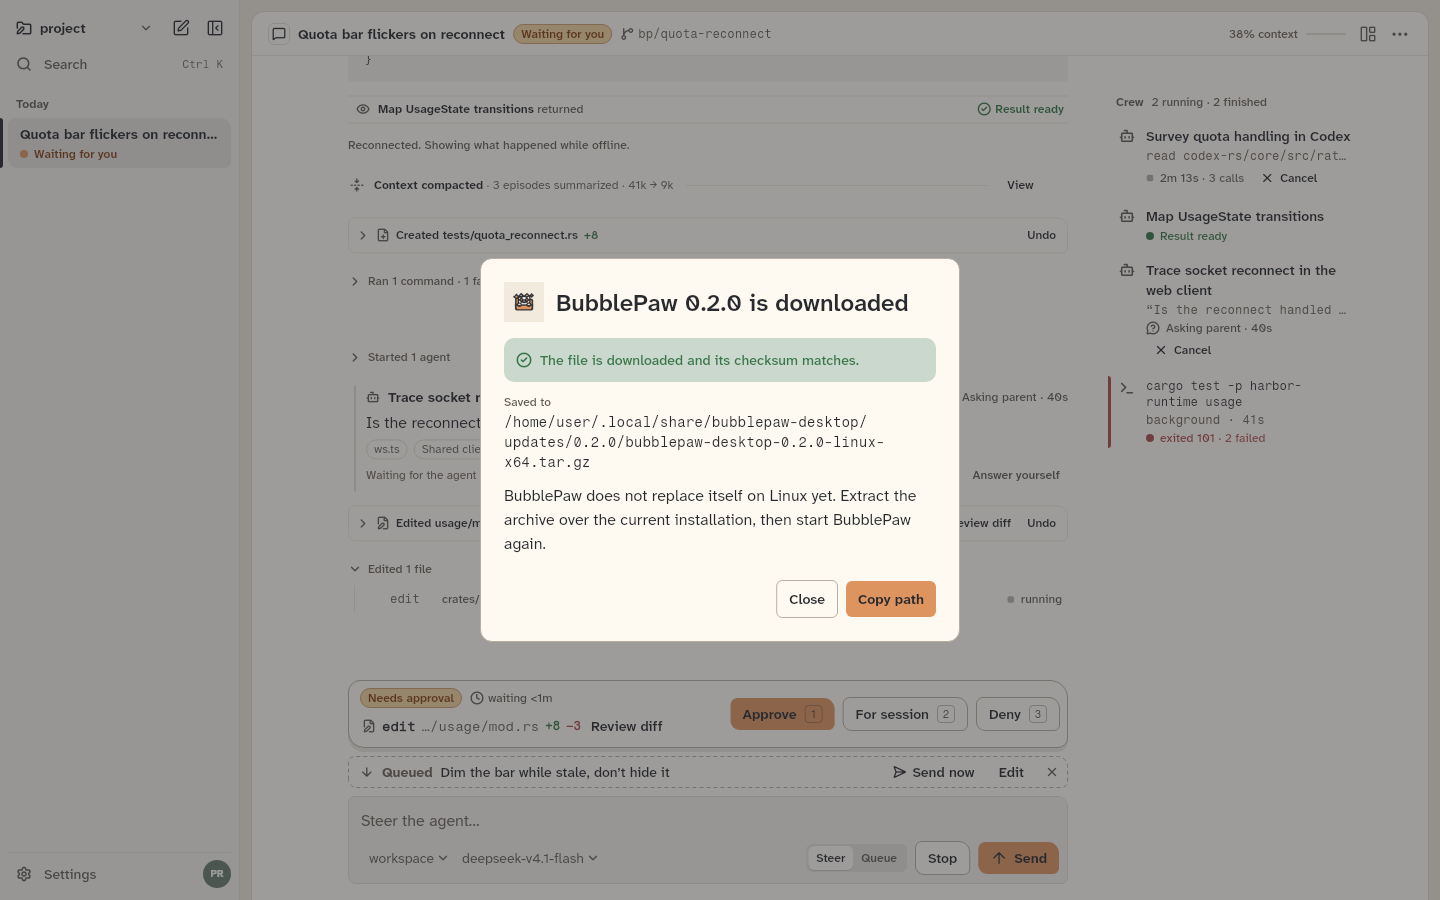 project
Search
Ctrl K
Today
Quota bar flickers on reconn...
Waiting for you
Settings
PR
Quota bar flickers on reconnect
Waiting for you
bp/quota-reconnect
38% context
}
Map UsageState transitions returned
Result ready
Reconnected. Showing what happened while offline.
Context compacted · 3 episodes summarized · 41k → 9k
View
Created tests/quota_reconnect.rs +8
Undo
Ran 1 command · 1 fa
Started 1 agent
Trace socket r
Asking parent · 40s
Is the reconnect
ws.ts
Shared clie
Waiting for the agent
Answer yourself
Edited usage/m
eview diff
Undo
Edited 1 file
edit crates/
running
BubblePaw 0.2.0 is downloaded
The file is downloaded and its checksum matches.
Saved to
/home/user/.local/share/bubblepaw-desktop/
updates/0.2.0/bubblepaw-desktop-0.2.0-linux-
x64.tar.gz
BubblePaw does not replace itself on Linux yet. Extract the
archive over the current installation, then start BubblePaw
again.
Close
Copy path
Needs approval
waiting <1m
edit …/usage/mod.rs +8 −3 Review diff
Approve 1
For session 2
Deny 3
Queued Dim the bar while stale, don't hide it
Send now
Edit
Steer the agent...
workspace
deepseek-v4.1-flash
Steer
Queue
Stop
Send
Crew 2 running · 2 finished
Survey quota handling in Codex
read codex-rs/core/src/rat…
2m 13s · 3 calls
Cancel
Map UsageState transitions
Result ready
Trace socket reconnect in the
web client
“Is the reconnect handled …
Asking parent · 40s
Cancel
cargo test -p harbor-
runtime usage
background · 41s
exited 101 · 2 failed